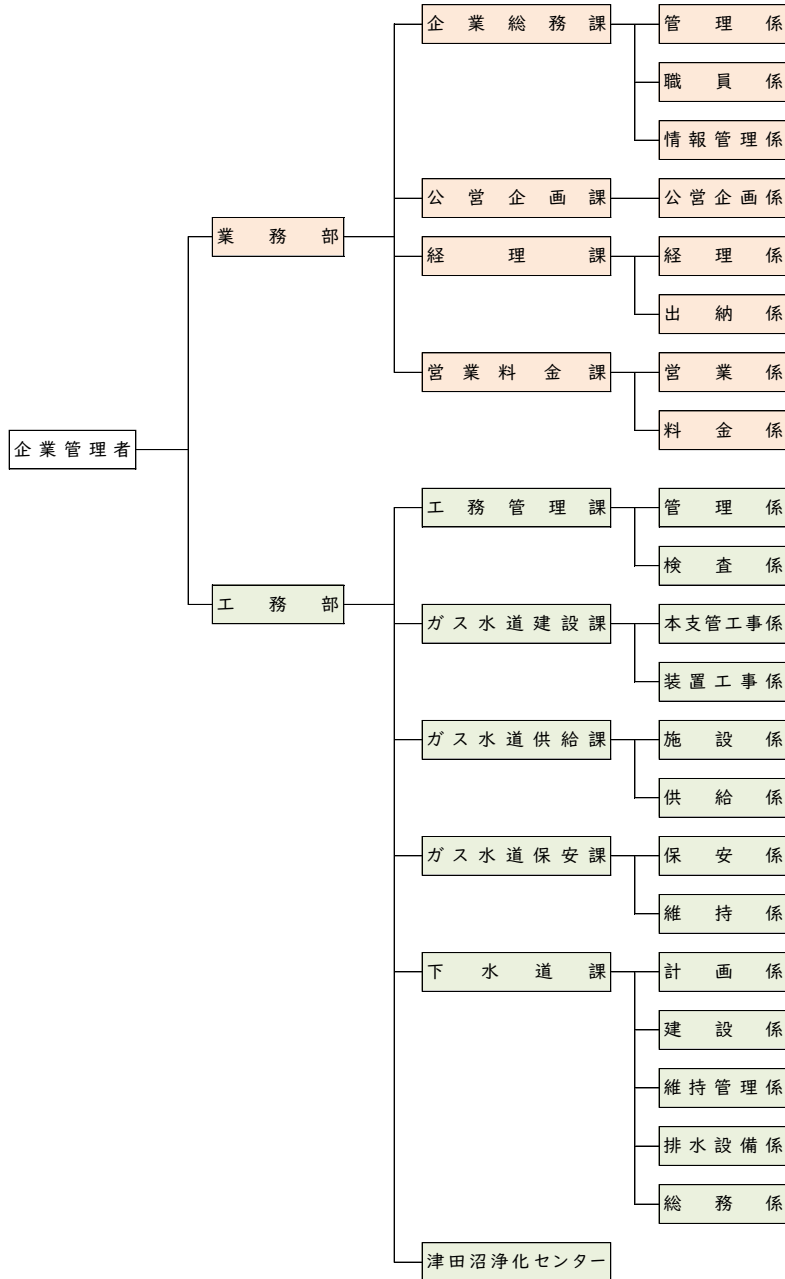 企業総務課 管理係
職員係
情報管理係
公営企画課 公営企画係
業務部
経理課 経理係
出納係
営業料金課 営業係
料金係
企業管理者
工務管理課 管理係
検査係
工務部
ガス水道建設課 本支管工事係
装置工事係
ガス水道供給課 施設係
供給係
ガス水道保安課 保安係
維持係
下水道課 計画係
建設係
維持管理係
排水設備係
総務係
津田沼浄化センター